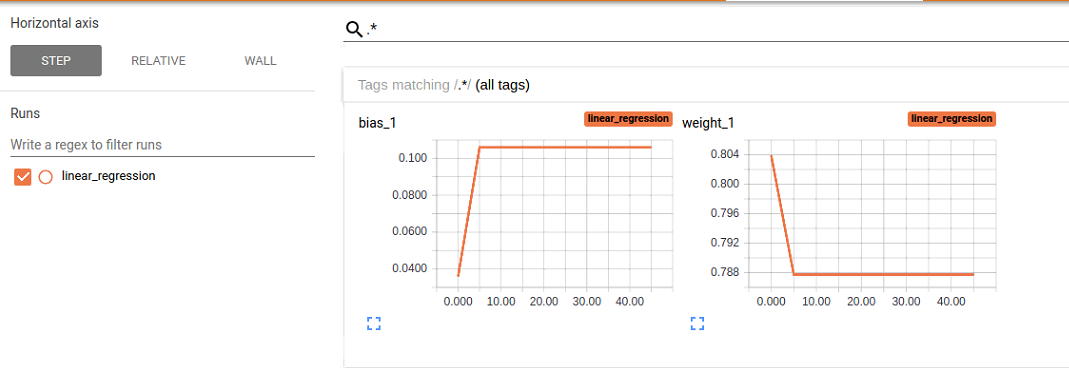 Horizontal axis
STEP RELATIVE WALL
Runs
Write a regex to filter runs
linear_regression
.*
Tags matching /.*/ (all tags)
bias_1 linear_regression
0.100
0.0800
0.0600
0.0400
0.000 10.00 20.00 30.00 40.00
weight_1 linear_regression
0.804
0.800
0.796
0.792
0.788
0.000 10.00 20.00 30.00 40.00